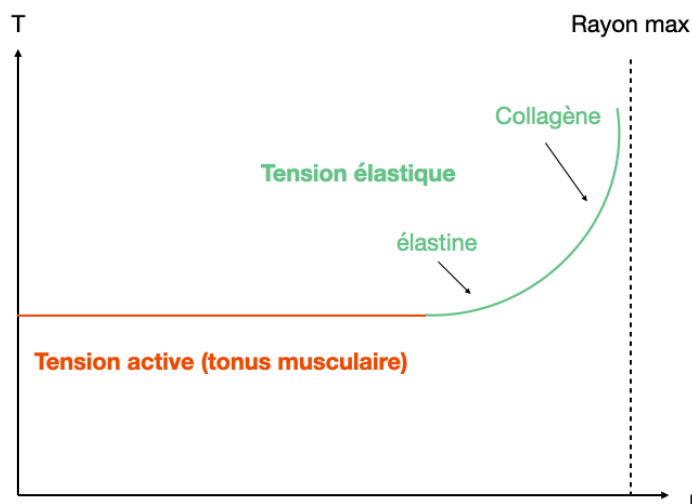 T
Rayon max
Collagène
Tension élastique
élastine
Tension active (tonus musculaire)